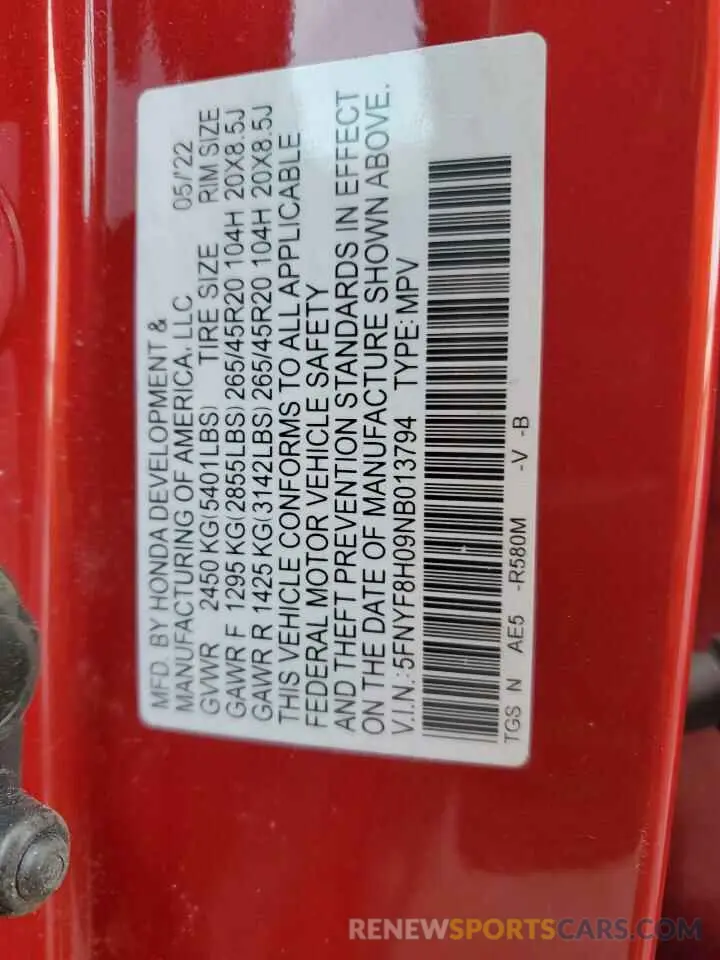 MFD. BY HONDA DEVELOPMENT &
MANUFACTURING OF AMERICA, LLC 05/'22
GVWR 2450 KG(5401LBS) TIRE SIZE RIM SIZE
GAWR F 1295 KG(2855LBS) 265/45R20 104H 20X8.5J
GAWR R 1425 KG(3142LBS) 265/45R20 104H 20X8.5J
THIS VEHICLE CONFORMS TO ALL APPLICABLE
FEDERAL MOTOR VEHICLE SAFETY
AND THEFT PREVENTION STANDARDS IN EFFECT
ON THE DATE OF MANUFACTURE SHOWN ABOVE.
V.I.N.:5FNYF8H09NB013794 TYPE:MPV
TGS N AE5 -R580M -V -B
RENEWSPORTSCARS.COM